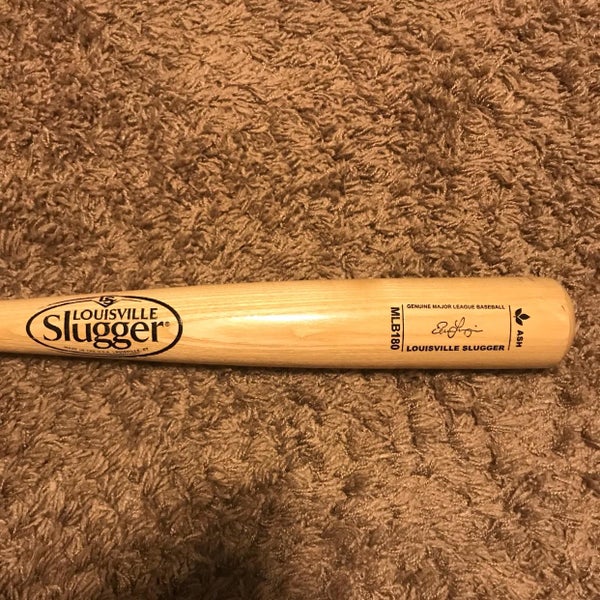 LOUISVILLE
Slugger®
GENUINE MAJOR LEAGUE BASEBALL
MLB180
LOUISVILLE SLUGGER
ASH